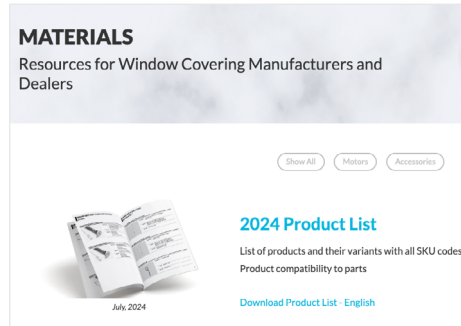 MATERIALS
Resources for Window Covering Manufacturers and
Dealers
Show All
Motors
Accessories
2024 Product List
List of products and their variants with all SKU codes
Product compatibility to parts
July, 2024
Download Product List - English